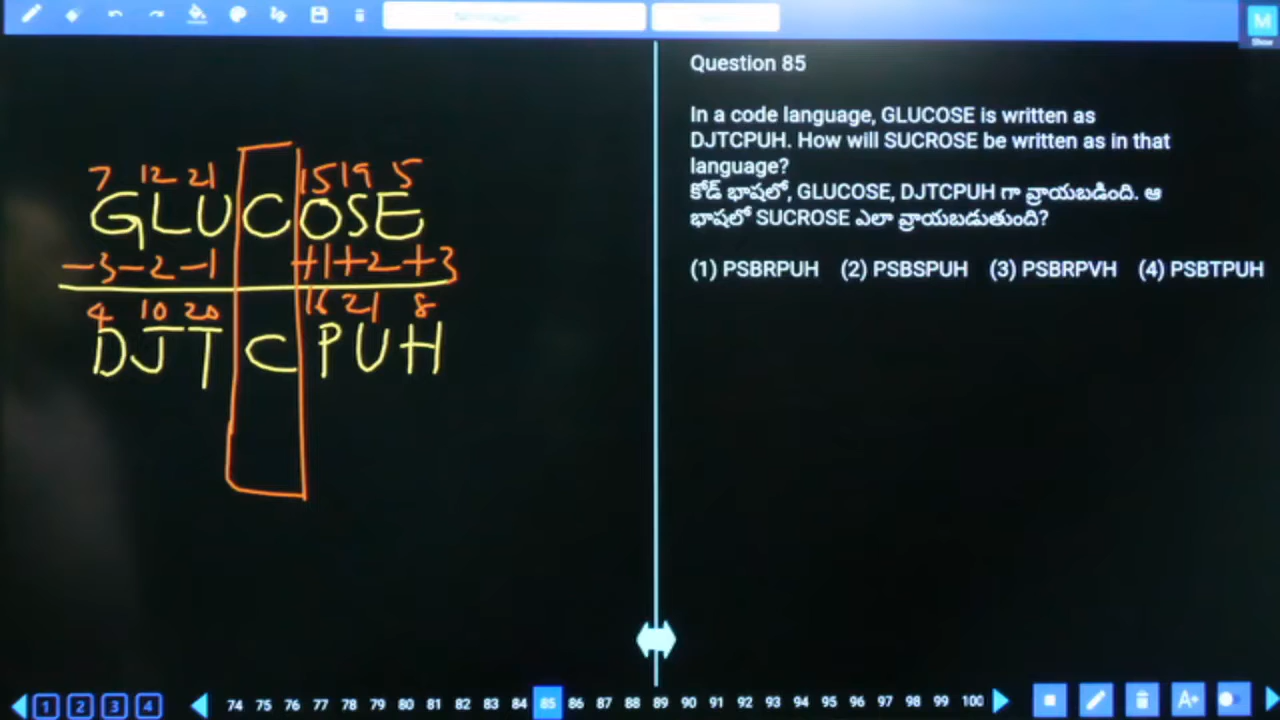 M
Show
Question 85
In a code language, GLUCOSE is written as
DJTCPUH. How will SUCROSE be written as in that
language?
కోడ్ భాషలో, GLUCOSE, DJTCPUH గా వ్రాయబడింది. ఆ
భాషలో SUCROSE ఎలా వ్రాయబడుతుంది?
(1) PSBRPUH (2) PSBSPUH (3) PSBRPVH (4) PSBTPUH
7 12 21 15 19 5
GLUCOSE
-3 -2 -1 +1 +2 +3
4 10 20 16 21 8
DJTCPUH
1 2 3 4 74 75 76 77 78 79 80 81 82 83 84 85 86 87 88 89 90 91 92 93 94 95 96 97 98 99 100 A+